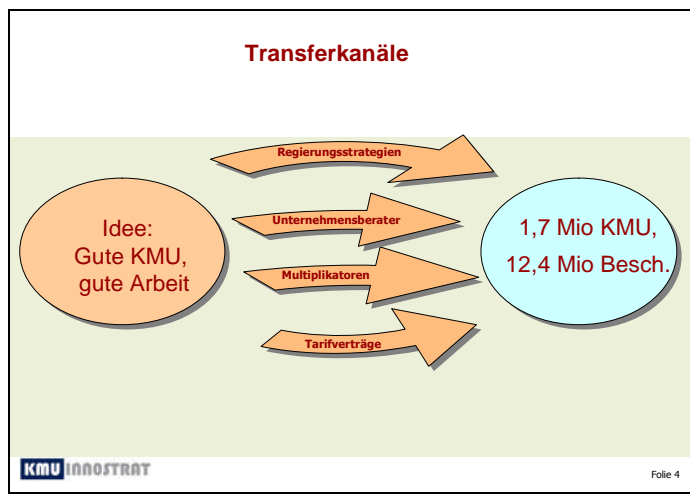 Transferkanäle
Regierungsstrategien
Idee:
Gute KMU,
gute Arbeit
Unternehmensberater
Multiplikatoren
Tarifverträge
1,7 Mio KMU,
12,4 Mio Besch.
KMU INNOSTRAT
Folie 4